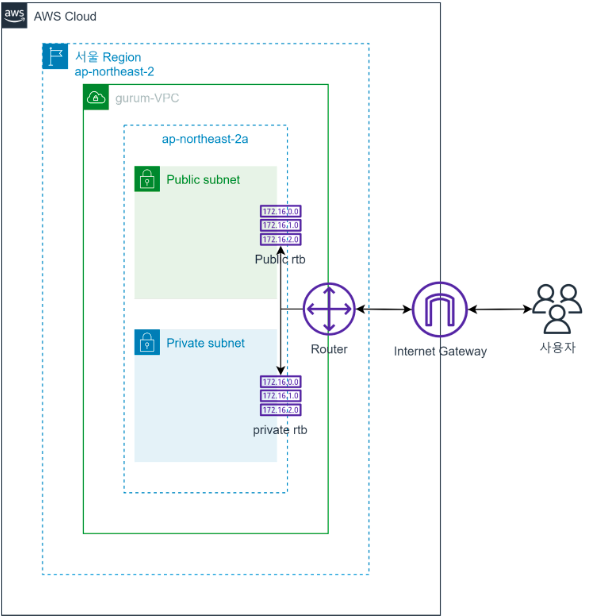 aws
AWS Cloud
서울 Region
ap-northeast-2
gurum-VPC
ap-northeast-2a
Public subnet
172.16.0.0
172.16.1.0
172.16.2.0
Public rtb
Router
Internet Gateway
사용자
Private subnet
172.16.0.0
172.16.1.0
172.16.2.0
private rtb